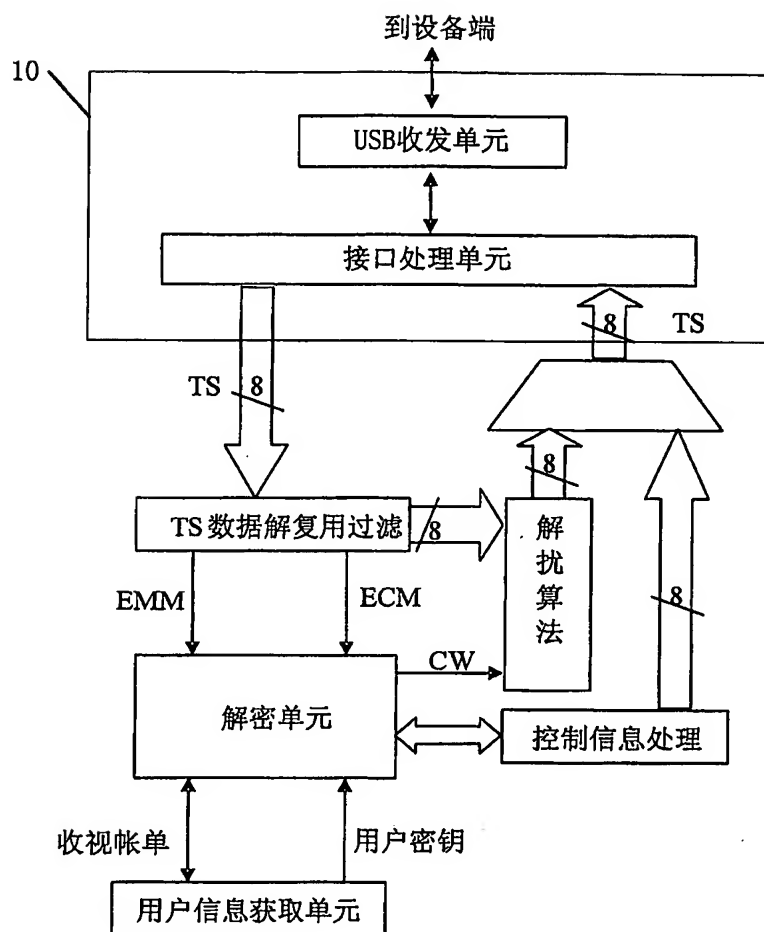 到设备端
10
USB收发单元
接口处理单元
8
TS
TS
8
8
TS数据解复用过滤
8
解扰算法
EMM
ECM
8
CW
解密单元
控制信息处理
收视帐单
用户密钥
用户信息获取单元